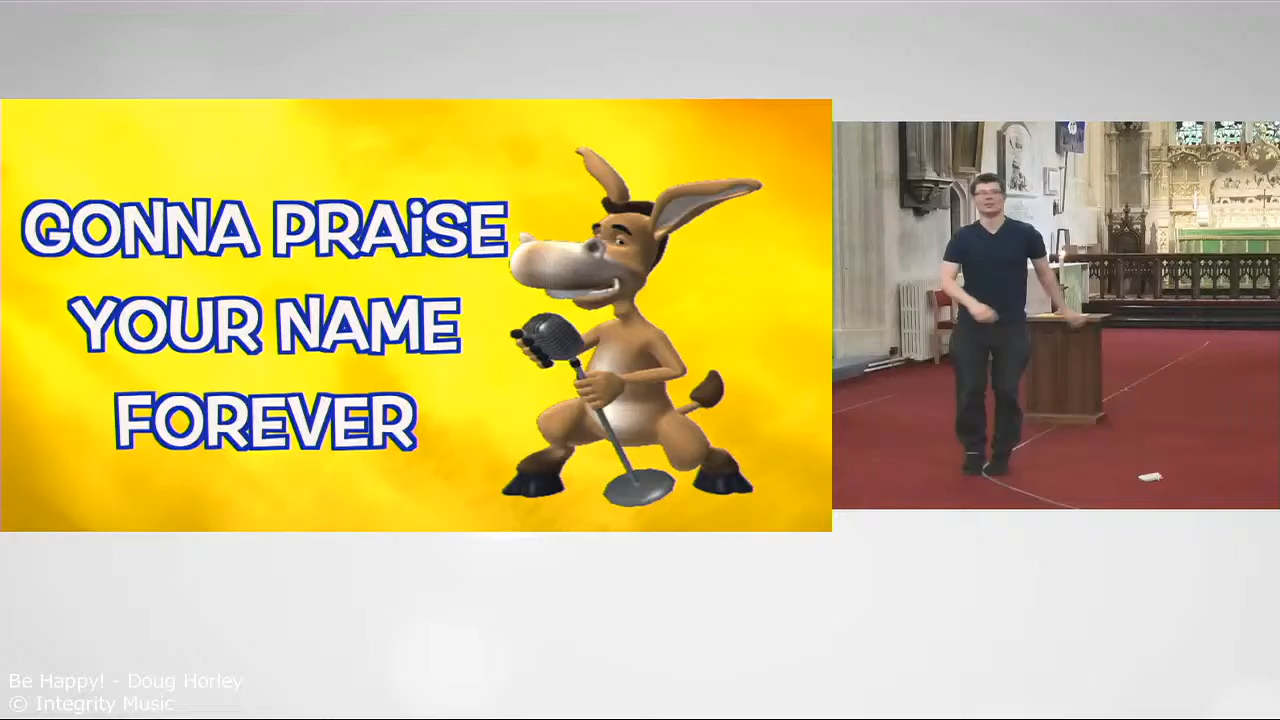 GONNA PRAiSE
YOUR NAME
FOREVER
Be Happy! - Doug Horley
© Integrity Music